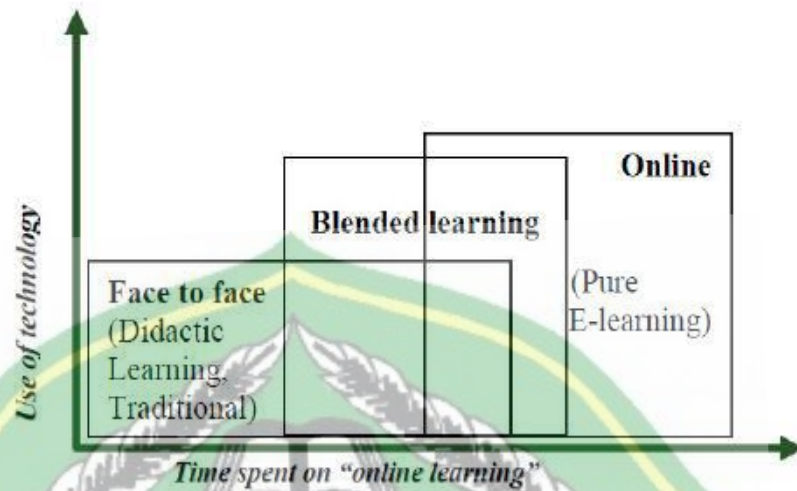 Online
Blended learning
Face to face
(Didactic
Learning,
Traditional)
(Pure
E-learning)
Use of technology
Time spent on “online learning”